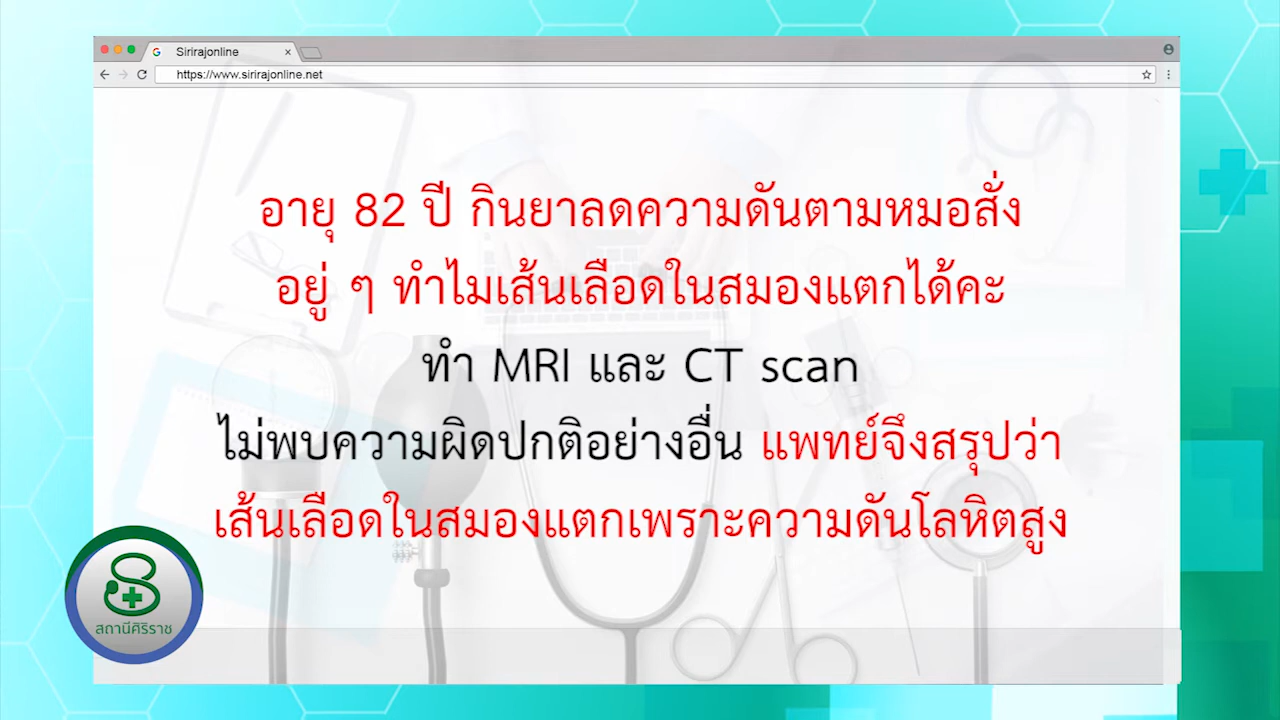 Sirirajonline
https://www.sirirajonline.net
อายุ 82 ปี กินยาลดความดันตามหมอสั่ง
อยู่ ๆ ทำไมเส้นเลือดในสมองแตกได้คะ
ทำ MRI และ CT scan
ไม่พบความผิดปกติอย่างอื่น แพทย์จึงสรุปว่า
เส้นเลือดในสมองแตกเพราะความดันโลหิตสูง
สถานีศิริราช